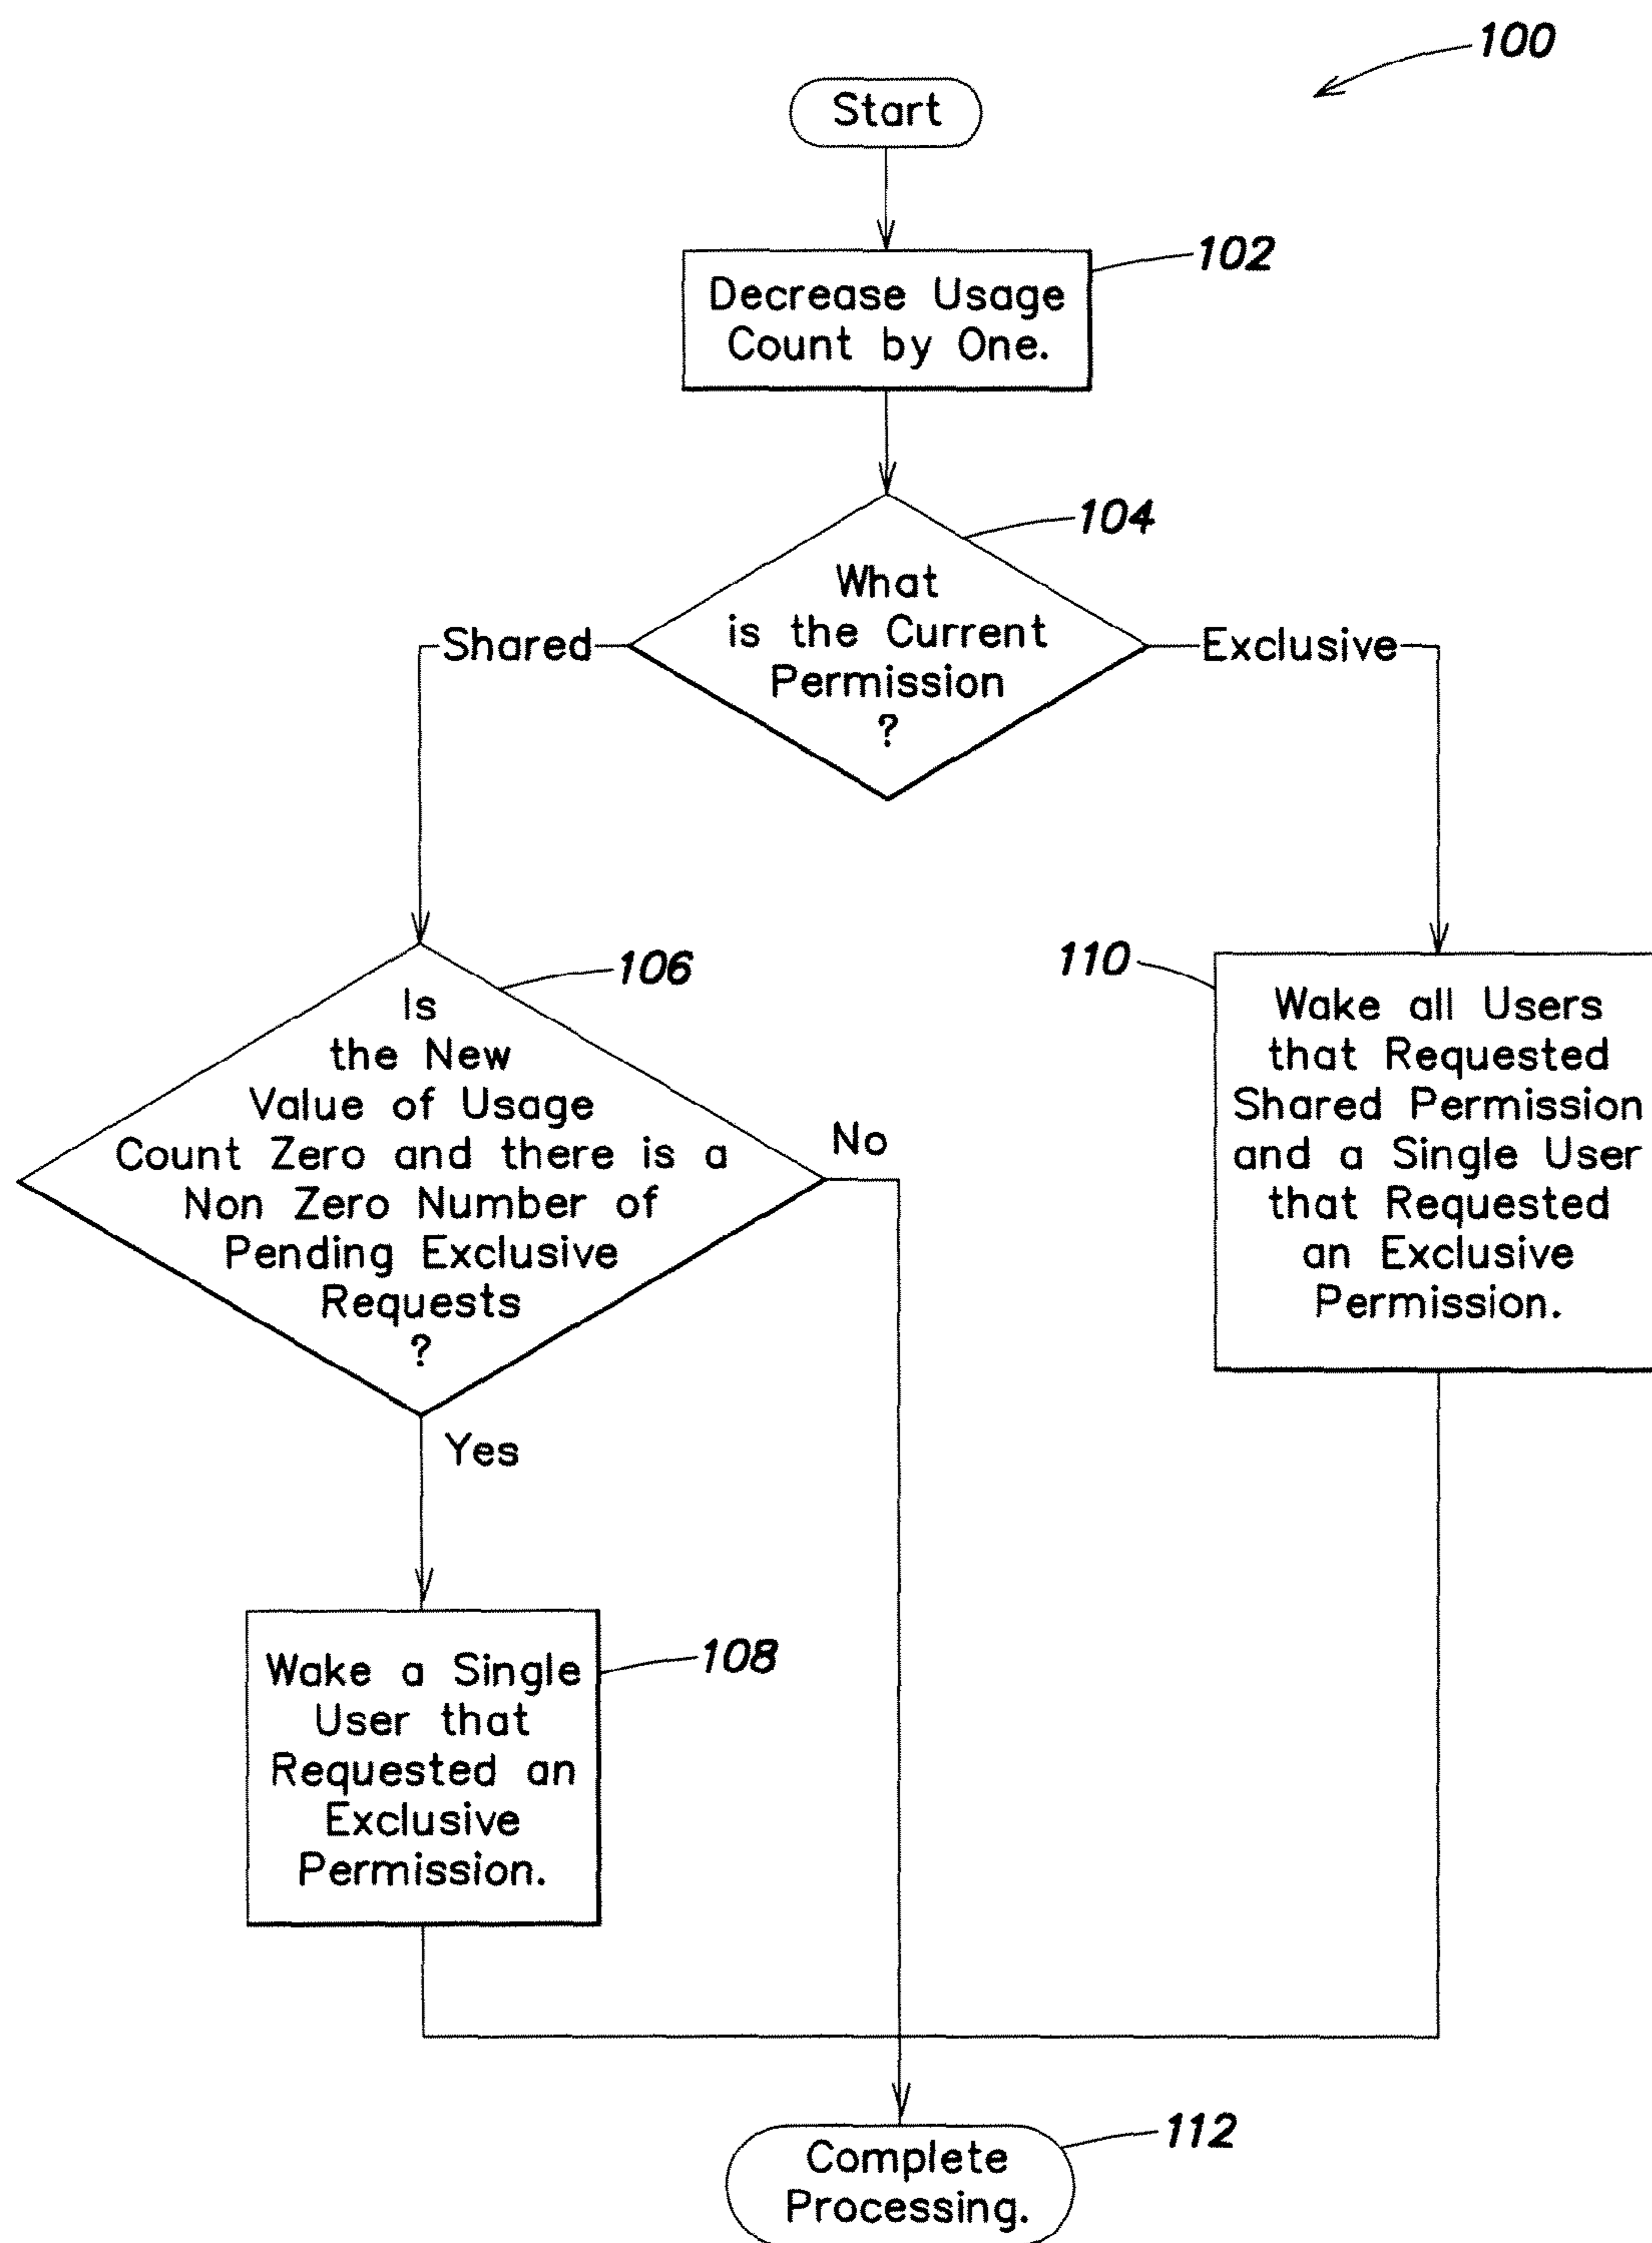 100
Start
102
Decrease Usage
Count by One.
104
What
is the Current
Permission
?
Shared
Exclusive
106
Is
the New
Value of Usage
Count Zero and there is a
Non Zero Number of
Pending Exclusive
Requests
?
No
Yes
110
Wake all Users
that Requested
Shared Permission
and a Single User
that Requested
an Exclusive
Permission.
108
Wake a Single
User that
Requested an
Exclusive
Permission.
112
Complete
Processing.